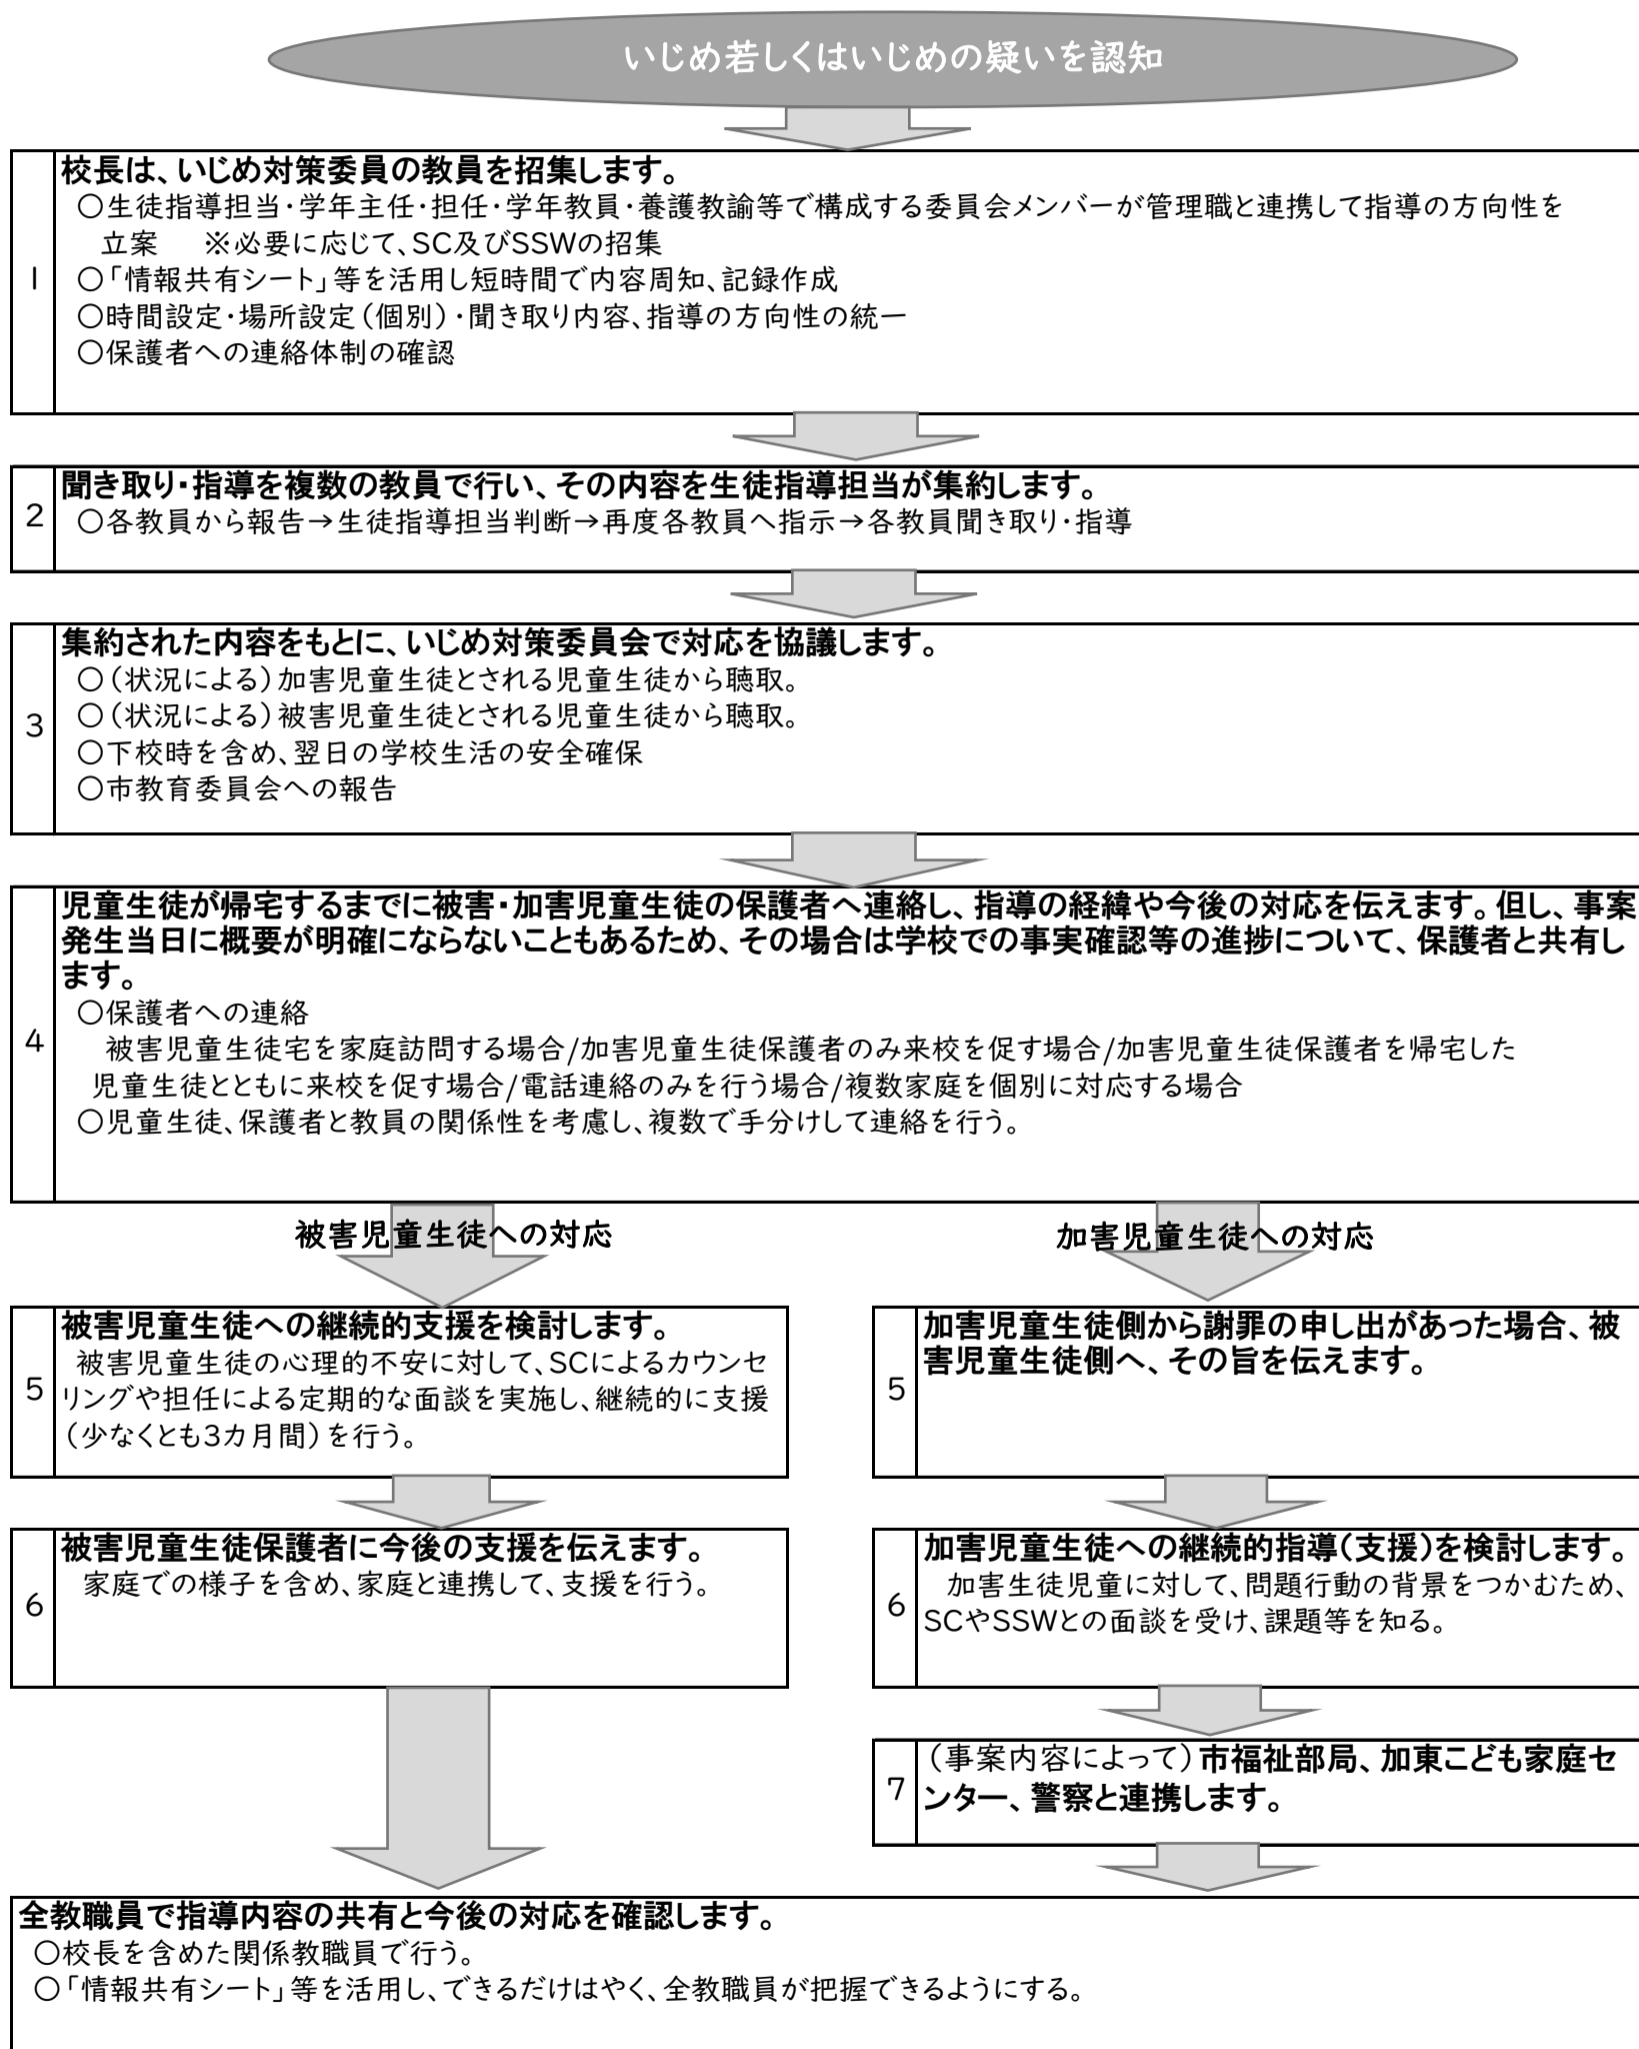 いじめ若しくはいじめの疑いを認知
1
校長は、いじめ対策委員の教員を招集します。
○生徒指導担当・学年主任・担任・学年教員・養護教諭等で構成する委員会メンバーが管理職と連携して指導の方向性を
立案　※必要に応じて、SC及びSSWの招集
○「情報共有シート」等を活用し短時間で内容周知、記録作成
○時間設定・場所設定（個別）・聞き取り内容、指導の方向性の統一
○保護者への連絡体制の確認
2
聞き取り・指導を複数の教員で行い、その内容を生徒指導担当が集約します。
○各教員から報告→生徒指導担当判断→再度各教員へ指示→各教員聞き取り・指導
3
集約された内容をもとに、いじめ対策委員会で対応を協議します。
○（状況による）加害児童生徒とされる児童生徒から聴取。
○（状況による）被害児童生徒とされる児童生徒から聴取。
○下校時を含め、翌日の学校生活の安全確保
○市教育委員会への報告
4
児童生徒が帰宅するまでに被害・加害児童生徒の保護者へ連絡し、指導の経緯や今後の対応を伝えます。但し、事案
発生当日に概要が明確にならないこともあるため、その場合は学校での事実確認等の進捗について、保護者と共有し
ます。
○保護者への連絡
被害児童生徒宅を家庭訪問する場合/加害児童生徒保護者のみ来校を促す場合/加害児童生徒保護者を帰宅した
児童生徒とともに来校を促す場合/電話連絡のみを行う場合/複数家庭を個別に対応する場合
○児童生徒、保護者と教員の関係性を考慮し、複数で手分けして連絡を行う。
被害児童生徒への対応
5
被害児童生徒への継続的支援を検討します。
被害児童生徒の心理的不安に対して、SCによるカウンセ
リングや担任による定期的な面談を実施し、継続的に支援
（少なくとも3カ月間）を行う。
6
被害児童生徒保護者に今後の支援を伝えます。
家庭での様子を含め、家庭と連携して、支援を行う。
加害児童生徒への対応
5
加害児童生徒側から謝罪の申し出があった場合、被
害児童生徒側へ、その旨を伝えます。
6
加害児童生徒への継続的指導（支援）を検討します。
加害生徒児童に対して、問題行動の背景をつかむため、
SCやSSWとの面談を受け、課題等を知る。
7
（事案内容によって）市福祉部局、加東こども家庭セ
ンター、警察と連携します。
全教職員で指導内容の共有と今後の対応を確認します。
○校長を含めた関係教職員で行う。
○「情報共有シート」等を活用し、できるだけはやく、全教職員が把握できるようにする。